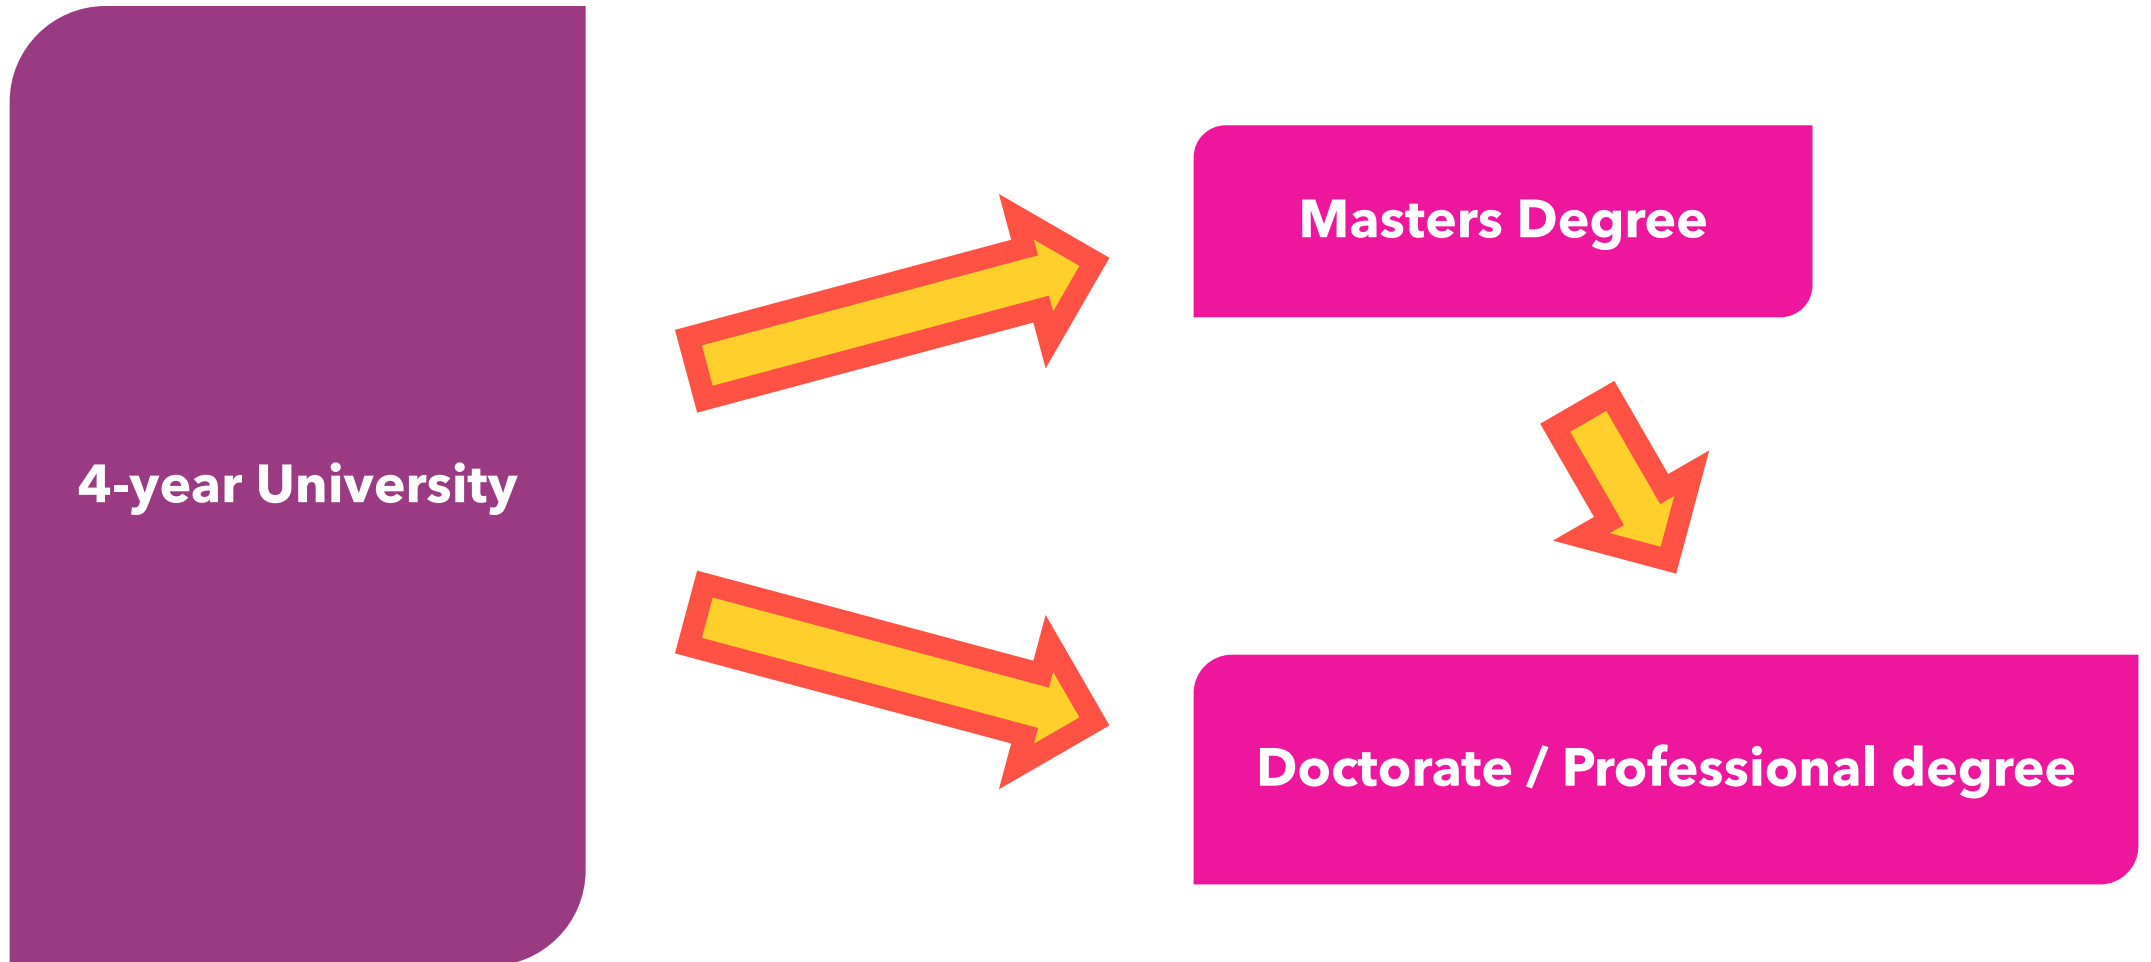 4-year University
Masters Degree
Doctorate / Professional degree